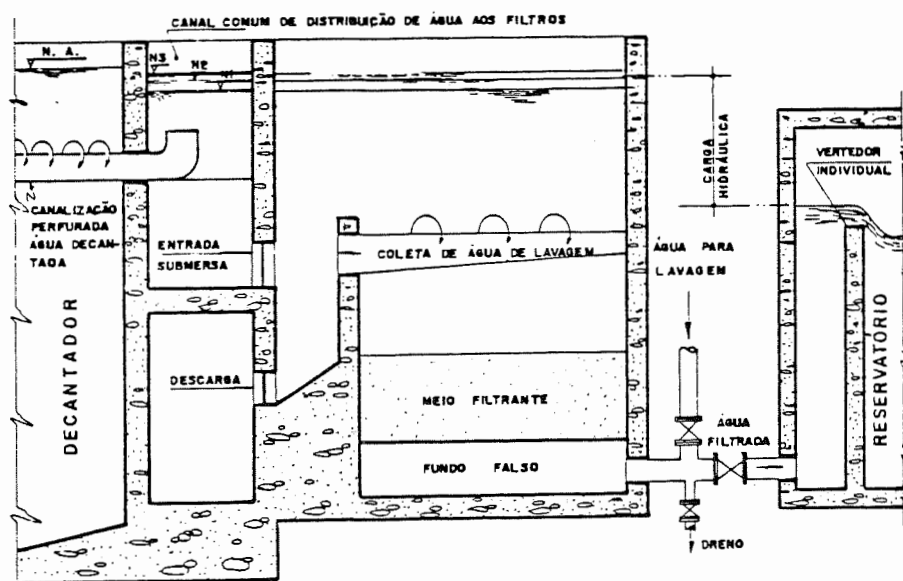 CANAL COMUM DE DISTRIBUIÇÃO DE ÁGUA AOS FILTROS
N. A.
N3
N2
N1
CARGA
HIDRÁULICA
VERTEDOR
INDIVIDUAL
CANALIZAÇÃO
PERFURADA
ÁGUA DECAN-
TADA
ENTRADA
SUBMERSA
COLETA DE ÁGUA DE LAVAGEM
ÁGUA PARA
LAVAGEM
DECANTADOR
DESCARGA
MEIO FILTRANTE
FUNDO FALSO
ÁGUA
FILTRADA
RESERVATÓRIO
DRENO